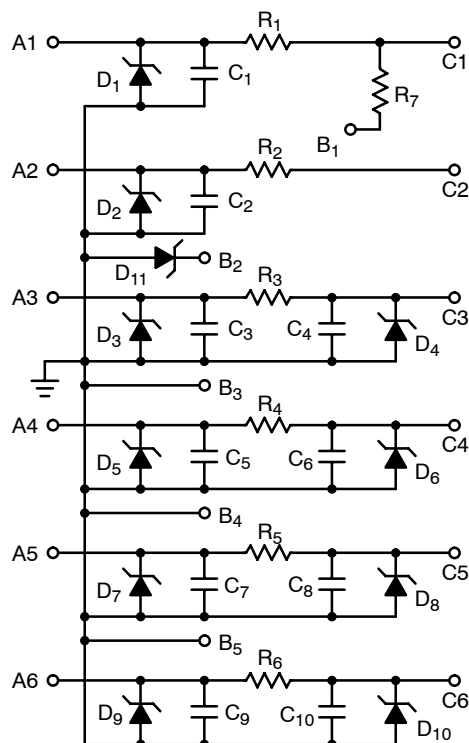 A1 R1 C1
D1 C1 R7
B1
A2 R2 C2
D2 C2
D11 B2
A3 R3 C3
D3 C3 C4 D4
B3
A4 R4 C4
D5 C5 C6 D6
B4
A5 R5 C5
D7 C7 C8 D8
B5
A6 R6 C6
D9 C9 C10 D10